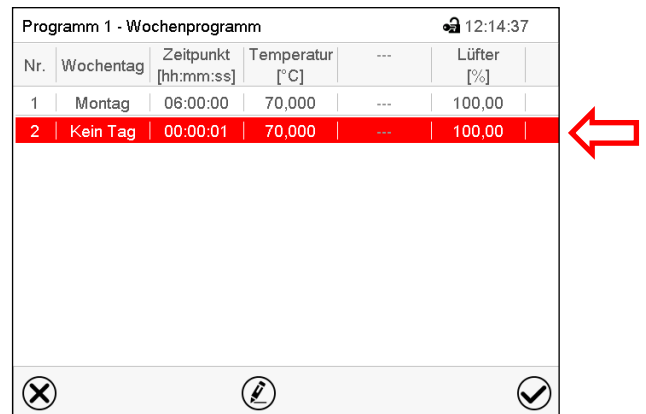 Programm 1 - Wochenprogramm 12:14:37
Nr. Wochentag Zeitpunkt [hh:mm:ss] Temperatur [°C] --- Lüfter [%]
1 Montag 06:00:00 70,000 --- 100,00
2 Kein Tag 00:00:01 70,000 --- 100,00